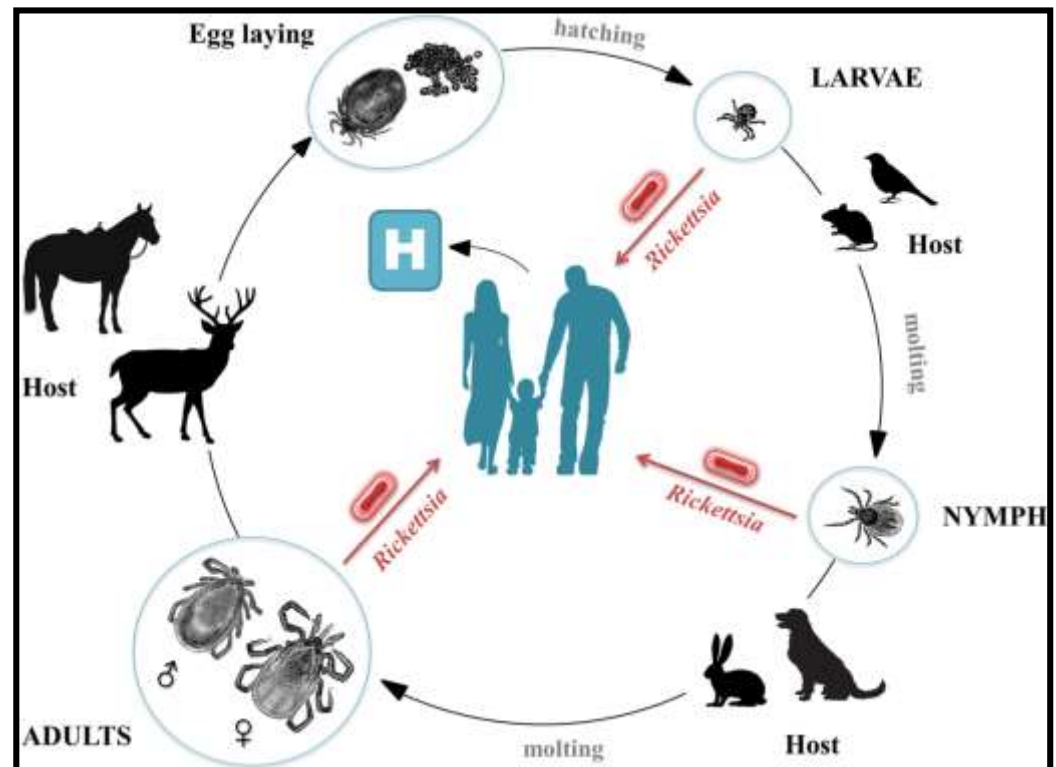 Egg laying
hatching
LARVAE
Rickettsia
H
Host
molting
Host
Rickettsia
NYMPH
Rickettsia
ADULTS
♂
♀
molting
Host